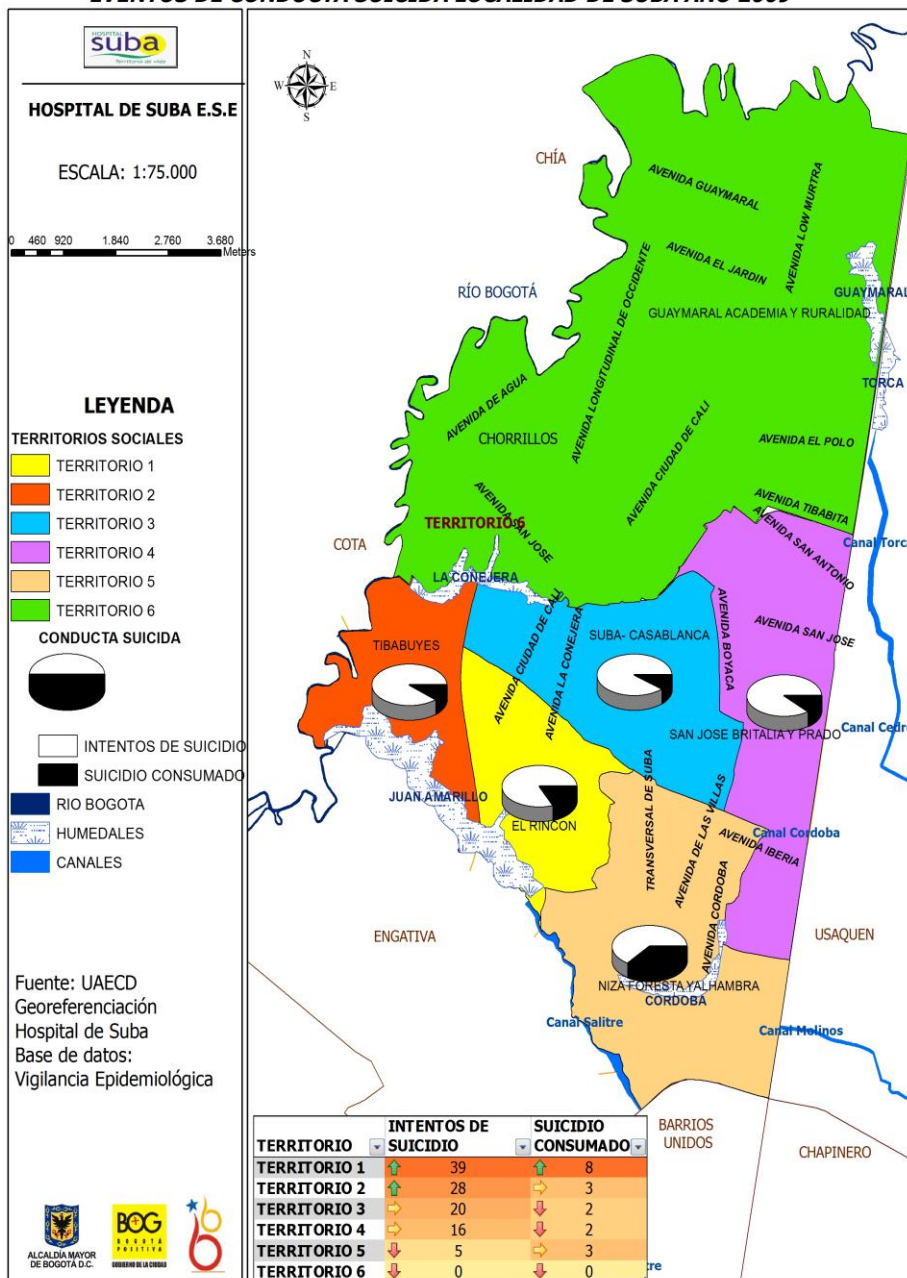 EVENTOS DE CONDUCTA SUICIDA LOCALIDAD DE SUBA AÑO 2009
HOSPITAL
suba
Territorio de vida
HOSPITAL DE SUBA E.S.E
ESCALA: 1:75.000
0 460 920 1.840 2.760 3.680
Meters
LEYENDA
TERRITORIOS SOCIALES
TERRITORIO 1
TERRITORIO 2
TERRITORIO 3
TERRITORIO 4
TERRITORIO 5
TERRITORIO 6
CONDUCTA SUICIDA
INTENTOS DE SUICIDIO
SUICIDIO CONSUMADO
RIO BOGOTA
HUMEDALES
CANALES
Fuente: UAECD
Georeferenciación
Hospital de Suba
Base de datos:
Vigilancia Epidemiológica
ALCALDÍA MAYOR
DE BOGOTÁ D.C.
BOG
BOGOTÁ
POSITIVA
GOBIERNO DE LA CIUDAD
N
W E
S
CHÍA
AVENIDA GUAYMARAL
AVENIDA LOW MURTRA
AVENIDA EL JARDIN
RÍO BOGOTÁ
GUAYMARAL
AVENIDA LONGITUDINAL DE OCCIDENTE
GUAYMARAL ACADEMIA Y RURALIDAD
TORCA
AVENIDA DE AGUA
CHORRILLOS
AVENIDA CIUDAD DE CALI
AVENIDA EL POLO
AVENIDA SAN JOSE
TERRITORIO 6
AVENIDA TIBABITA
AVENIDA SAN ANTONIO
COTA
Canal Torca
LA CONEJERA
TIBABUYES
AVENIDA CIUDAD DE CALI
AVENIDA LA CONEJERA
SUBA- CASABLANCA
AVENIDA BOYACA
AVENIDA SAN JOSE
SAN JOSE BRITALIA Y PRADO
Canal Cedro
JUAN AMARILLO
EL RINCON
TRANSVERSAL DE SUBA
AVENIDA DE LAS VILLAS
Canal Cordoba
AVENIDA IBERIA
AVENIDA CORDOBA
ENGATIVA
USAQUEN
NIZA FORESTA YALHAMBRA
CORDOBA
Canal Salitre
Canal Molinos
BARRIOS
UNIDOS
CHAPINERO
TERRITORIO INTENTOS DE SUICIDIO SUICIDIO CONSUMADO
TERRITORIO 1 39 8
TERRITORIO 2 28 3
TERRITORIO 3 20 2
TERRITORIO 4 16 2
TERRITORIO 5 5 3
TERRITORIO 6 0 0